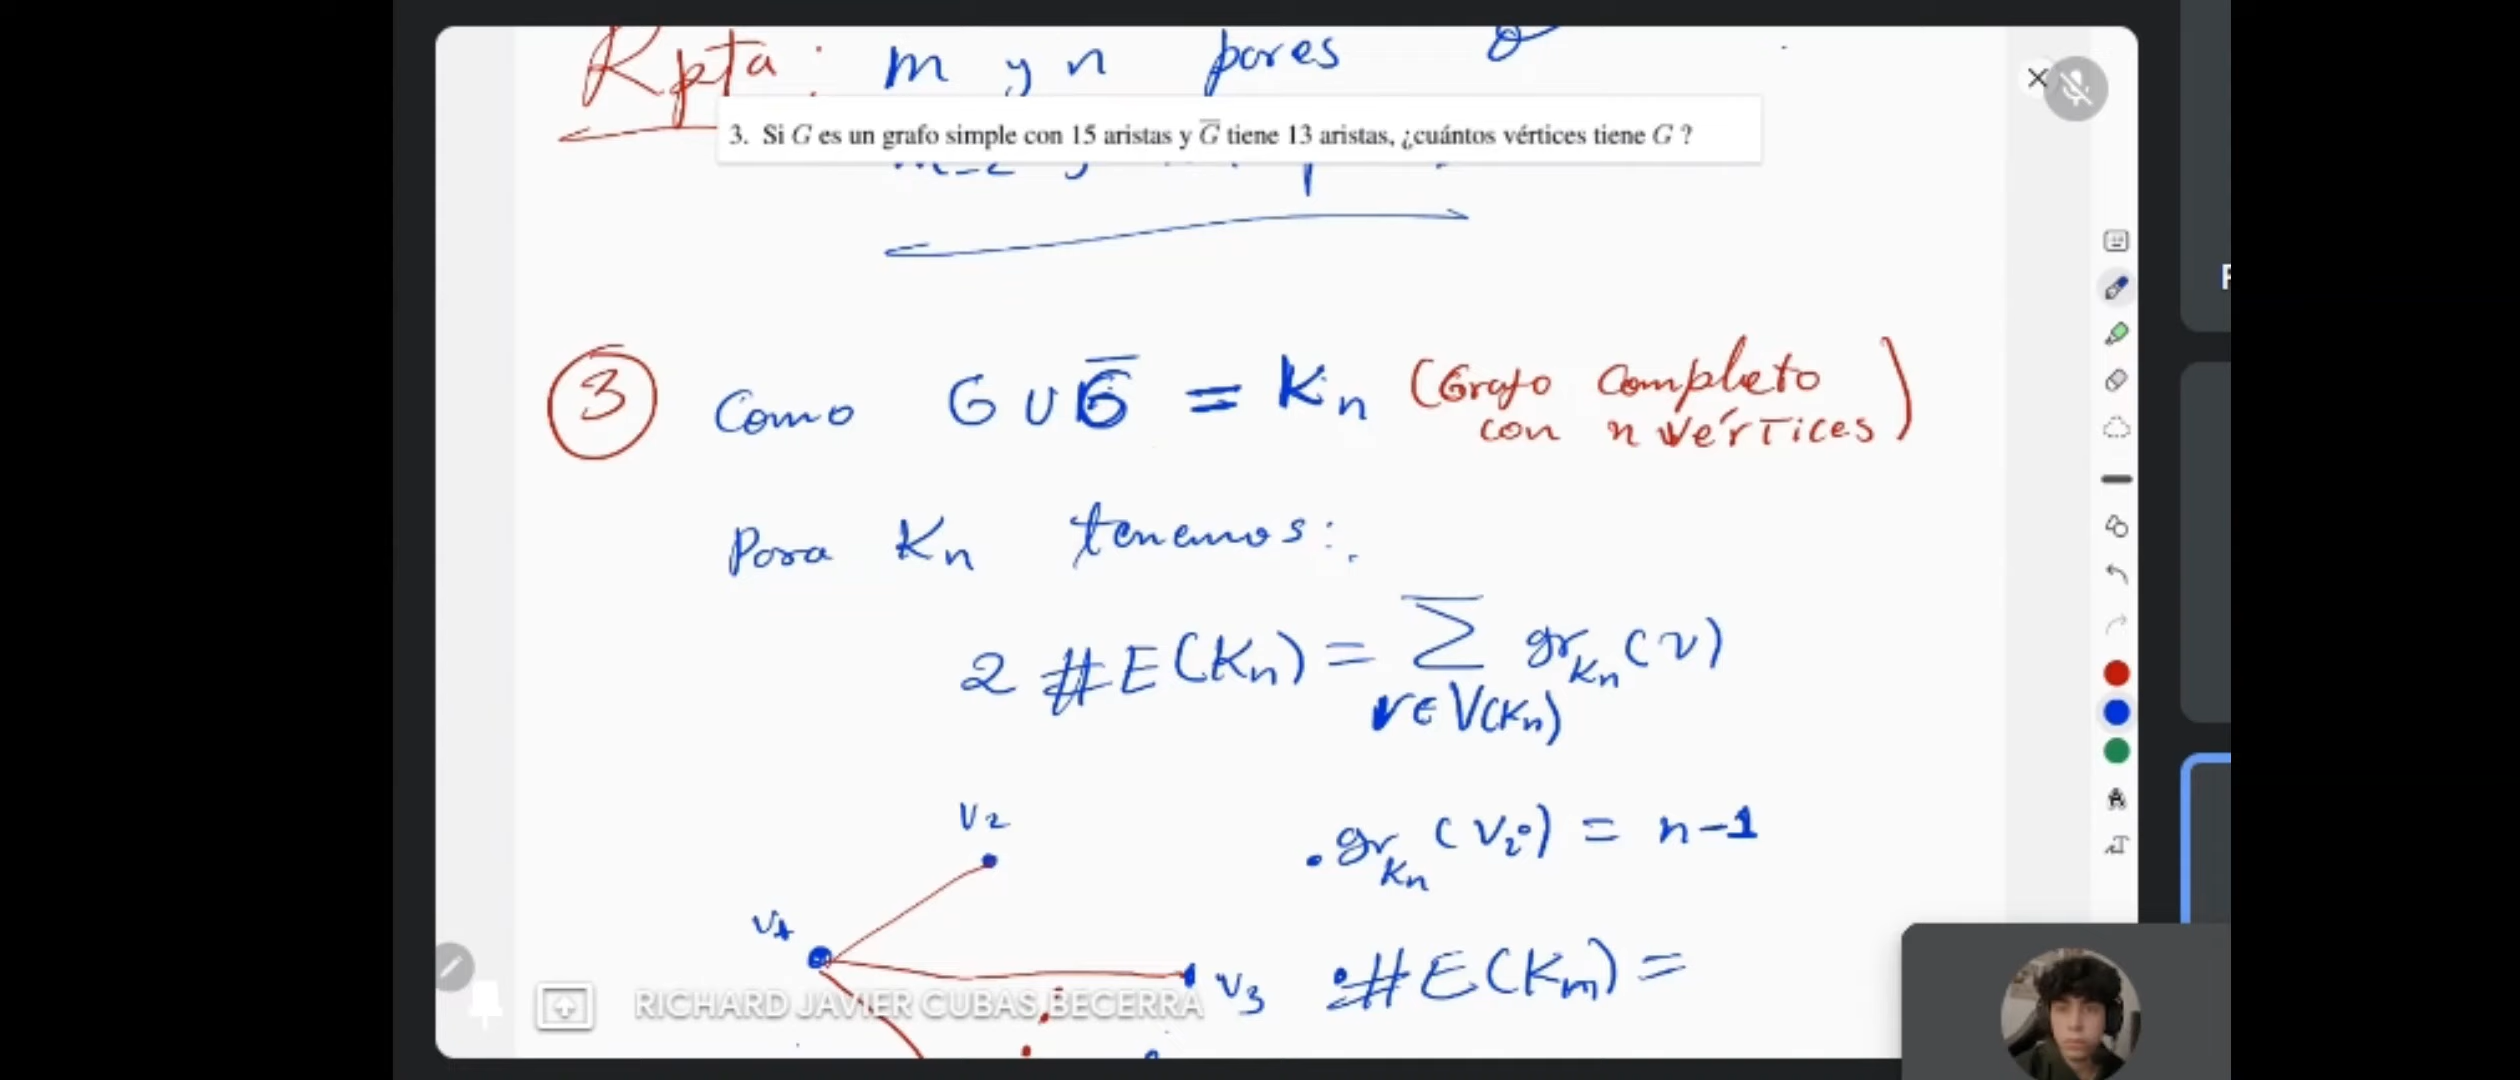 Rpta: m y n pares
3. Si G es un grafo simple con 15 aristas y G̅ tiene 13 aristas, ¿cuántos vértices tiene G ?
3 Como G ∪ G̅ = Kn (Grafo completo
con n vértices)
Para Kn tenemos:
2 #E(Kn) = ∑ gr_Kn (v)
v∈V(Kn)
V2
. gr_Kn (Vi) = n-1
V1
V3 . #E(Km) =
RICHARD JAVIER CUBAS BECERRA